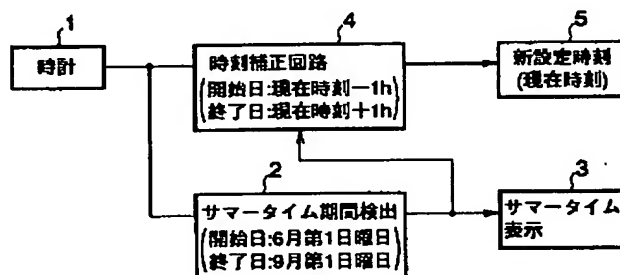 1
時計
4
時刻補正回路
(開始日:現在時刻ー1h)
(終了日:現在時刻+1h)
5
新設定時刻
(現在時刻)
2
サマータイム期間検出
(開始日:6月第1日曜日)
(終了日:9月第1日曜日)
3
サマータイム
表示